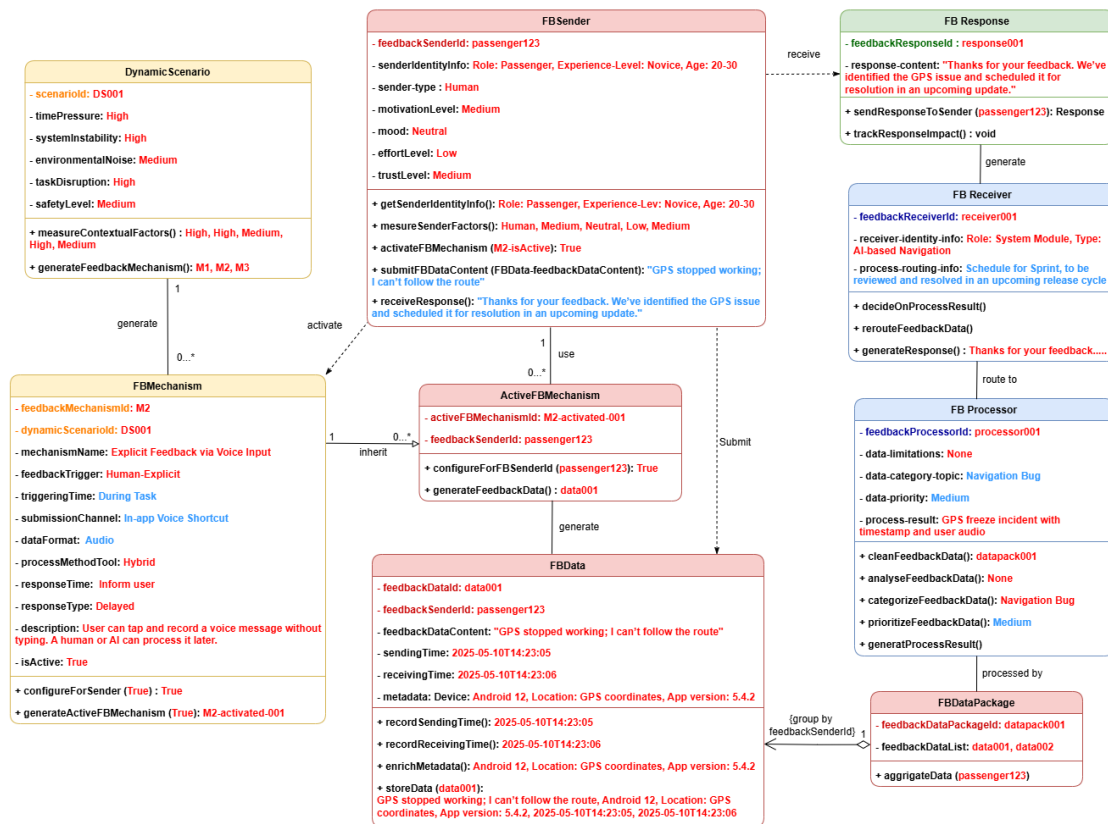 DynamicScenario
- scenarioId: DS001
- timePressure: High
- systemInstability: High
- environmentalNoise: Medium
- taskDisruption: High
- safetyLevel: Medium
+ measureContextualFactors() : High, High, Medium,
High, Medium
+ generateFeedbackMechanism(): M1, M2, M3
1
generate
0...*
FBMechanism
- feedbackMechanismId: M2
- dynamicScenarioId: DS001
- mechanismName: Explicit Feedback via Voice Input
- feedbackTrigger: Human-Explicit
- triggeringTime: During Task
- submissionChannel: In-app Voice Shortcut
- dataFormat: Audio
- processMethodTool: Hybrid
- responseTime: Inform user
- responseType: Delayed
- description: User can tap and record a voice message without
typing. A human or AI can process it later.
- isActive: True
+ configureForSender (True) : True
+ generateActiveFBMechanism (True): M2-activated-001
FBSender
- feedbackSenderId: passenger123
- senderIdentityInfo: Role: Passenger, Experience-Level: Novice, Age: 20-30
- sender-type : Human
- motivationLevel: Medium
- mood: Neutral
- effortLevel: Low
- trustLevel: Medium
+ getSenderIdentityInfo(): Role: Passenger, Experience-Lev: Novice, Age: 20-30
+ mesureSenderFactors: Human, Medium, Neutral, Low, Medium
+ activateFBMechanism (M2-isActive): True
+ submitFBDataContent (FBData-feedbackDataContent): "GPS stopped working;
I can't follow the route"
+ receiveResponse(): "Thanks for your feedback. We've identified the GPS issue
and scheduled it for resolution in an upcoming update."
activate
1
use
0...*
1
0...*
inherit
ActiveFBMechanism
- activeFBMechanismId: M2-activated-001
- feedbackSenderId: passenger123
+ configureForFBSenderId (passenger123): True
+ generateFeedbackData() : data001
generate
Submit
FBData
- feedbackDataId: data001
- feedbackSenderId: passenger123
- feedbackDataContent: "GPS stopped working; I can't follow the route"
- sendingTime: 2025-05-10T14:23:05
- receivingTime: 2025-05-10T14:23:06
- metadata: Device: Android 12, Location: GPS coordinates, App version: 5.4.2
+ recordSendingTime(): 2025-05-10T14:23:05
+ recordReceivingTime(): 2025-05-10T14:23:06
+ enrichMetadata(): Android 12, Location: GPS coordinates, App version: 5.4.2
+ storeData (data001):
GPS stopped working; I can't follow the route, Android 12, Location: GPS
coordinates, App version: 5.4.2, 2025-05-10T14:23:05, 2025-05-10T14:23:06
receive
FB Response
- feedbackResponseId : response001
- response-content: "Thanks for your feedback. We've
identified the GPS issue and scheduled it for
resolution in an upcoming update."
+ sendResponseToSender (passenger123): Response
+ trackResponseImpact() : void
generate
FB Receiver
- feedbackReceiverId: receiver001
- receiver-identity-info: Role: System Module, Type:
AI-based Navigation
- process-routing-info: Schedule for Sprint, to be
reviewed and resolved in an upcoming release cycle
+ decideOnProcessResult()
+ rerouteFeedbackData()
+ generateResponse() : Thanks for your feedback.....
route to
FB Processor
- feedbackProcessorId: processor001
- data-limitations: None
- data-category-topic: Navigation Bug
- data-priority: Medium
- process-result: GPS freeze incident with
timestamp and user audio
+ cleanFeedbackData(): datapack001
+ analyseFeedbackData(): None
+ categorizeFeedbackData(): Navigation Bug
+ prioritizeFeedbackData(): Medium
+ generatProcessResult()
processed by
FBDataPackage
- feedbackDataPackageId: datapack001
- feedbackDataList: data001, data002
+ aggrigateData (passenger123)
{group by
feedbackSenderId}
1